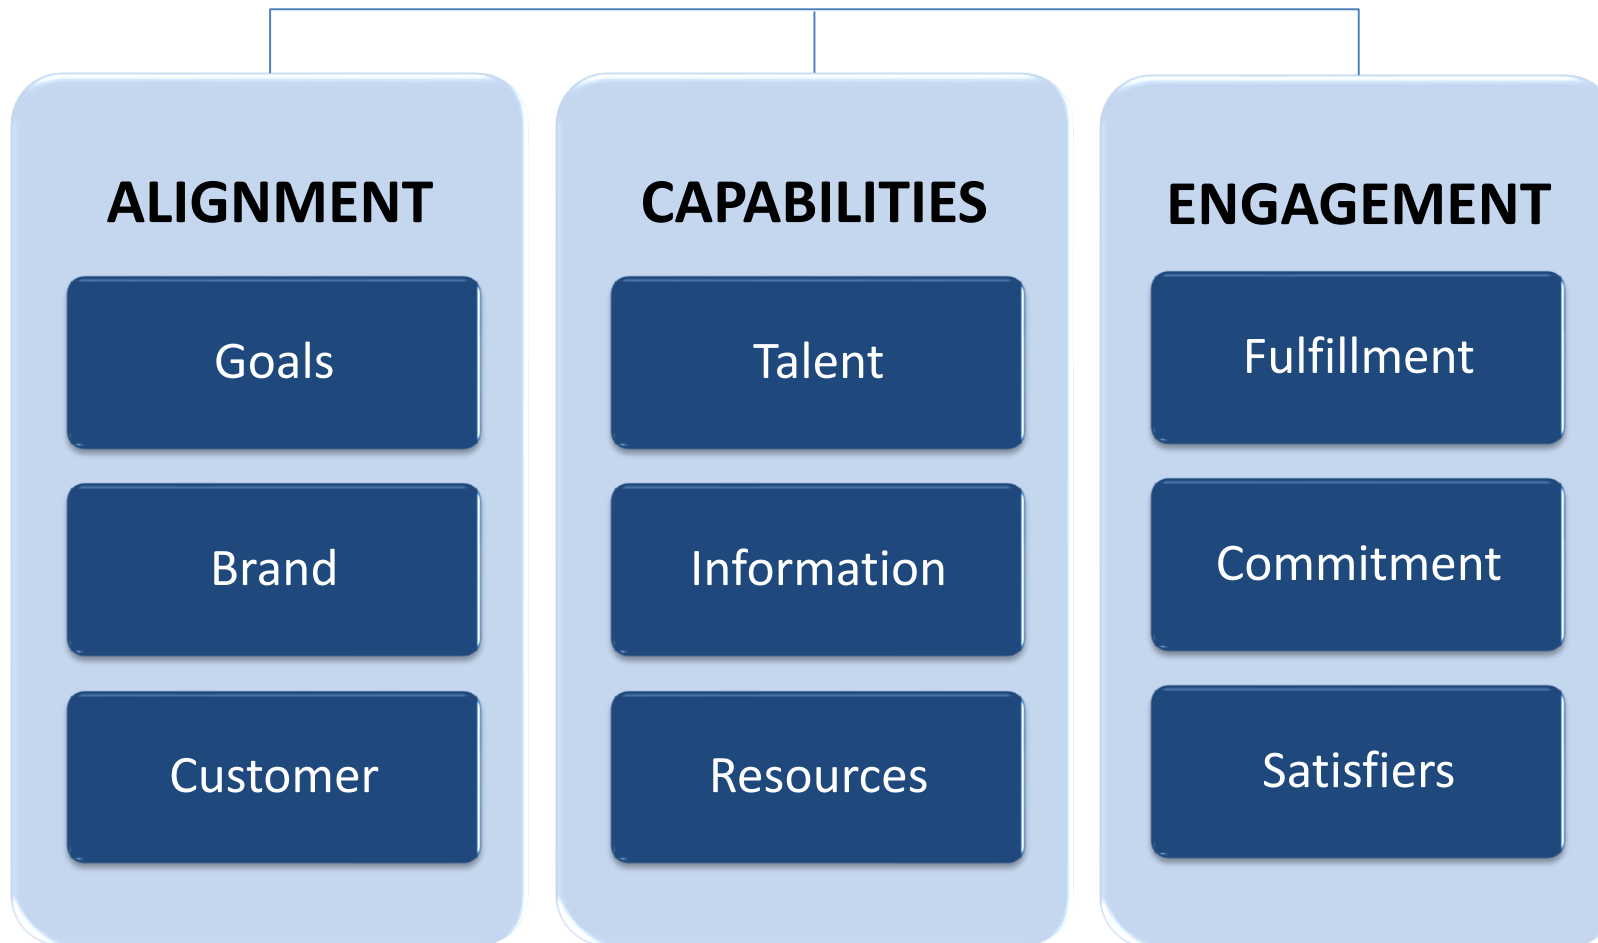 ALIGNMENT
Goals
Brand
Customer
CAPABILITIES
Talent
Information
Resources
ENGAGEMENT
Fulfillment
Commitment
Satisfiers